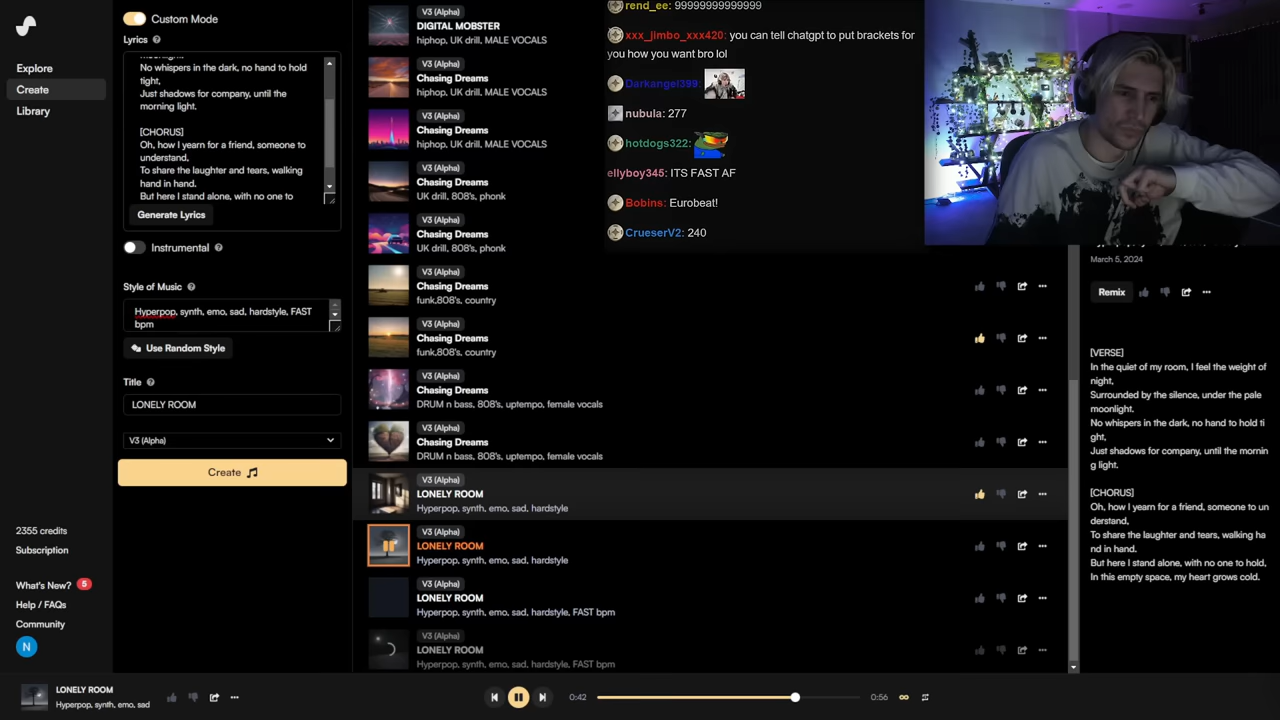 Explore
Create
Library
2355 credits
Subscription
What's New? 5
Help / FAQs
Community
N
Custom Mode
Lyrics
No whispers in the dark, no hand to hold
tight,
Just shadows for company, until the
morning light.
[CHORUS]
Oh, how I yearn for a friend, someone to
understand,
To share the laughter and tears, walking
hand in hand.
But here I stand alone, with no one to
Generate Lyrics
Instrumental
Style of Music
Hyperpop, synth, emo, sad, hardstyle, FAST
bpm
Use Random Style
Title
LONELY ROOM
V3 (Alpha)
Create
V3 (Alpha)
DIGITAL MOBSTER
hiphop, UK drill, MALE VOCALS
V3 (Alpha)
Chasing Dreams
hiphop, UK drill, MALE VOCALS
V3 (Alpha)
Chasing Dreams
hiphop, UK drill, MALE VOCALS
V3 (Alpha)
Chasing Dreams
UK drill, 808's, phonk
V3 (Alpha)
Chasing Dreams
UK drill, 808's, phonk
V3 (Alpha)
Chasing Dreams
funk,808's, country
V3 (Alpha)
Chasing Dreams
funk,808's, country
V3 (Alpha)
Chasing Dreams
DRUM n bass, 808's, uptempo, female vocals
V3 (Alpha)
Chasing Dreams
DRUM n bass, 808's, uptempo, female vocals
V3 (Alpha)
LONELY ROOM
Hyperpop, synth, emo, sad, hardstyle
V3 (Alpha)
LONELY ROOM
Hyperpop, synth, emo, sad, hardstyle
V3 (Alpha)
LONELY ROOM
Hyperpop, synth, emo, sad, hardstyle, FAST bpm
V3 (Alpha)
LONELY ROOM
Hyperpop, synth, emo, sad, hardstyle, FAST bpm
rend_ee: 99999999999999
xxx_jimbo_xxx420: you can tell chatgpt to put brackets for
you how you want bro lol
Darkangel399:
nubula: 277
hotdogs322:
ellyboy345: ITS FAST AF
Bobins: Eurobeat!
CrueserV2: 240
March 5, 2024
Remix
[VERSE]
In the quiet of my room, I feel the weight of
night,
Surrounded by the silence, under the pale
moonlight.
No whispers in the dark, no hand to hold ti
ght,
Just shadows for company, until the mornin
g light.
[CHORUS]
Oh, how I yearn for a friend, someone to un
derstand,
To share the laughter and tears, walking ha
nd in hand.
But here I stand alone, with no one to hold,
In this empty space, my heart grows cold.
LONELY ROOM
Hyperpop, synth, emo, sad
0:42
0:56